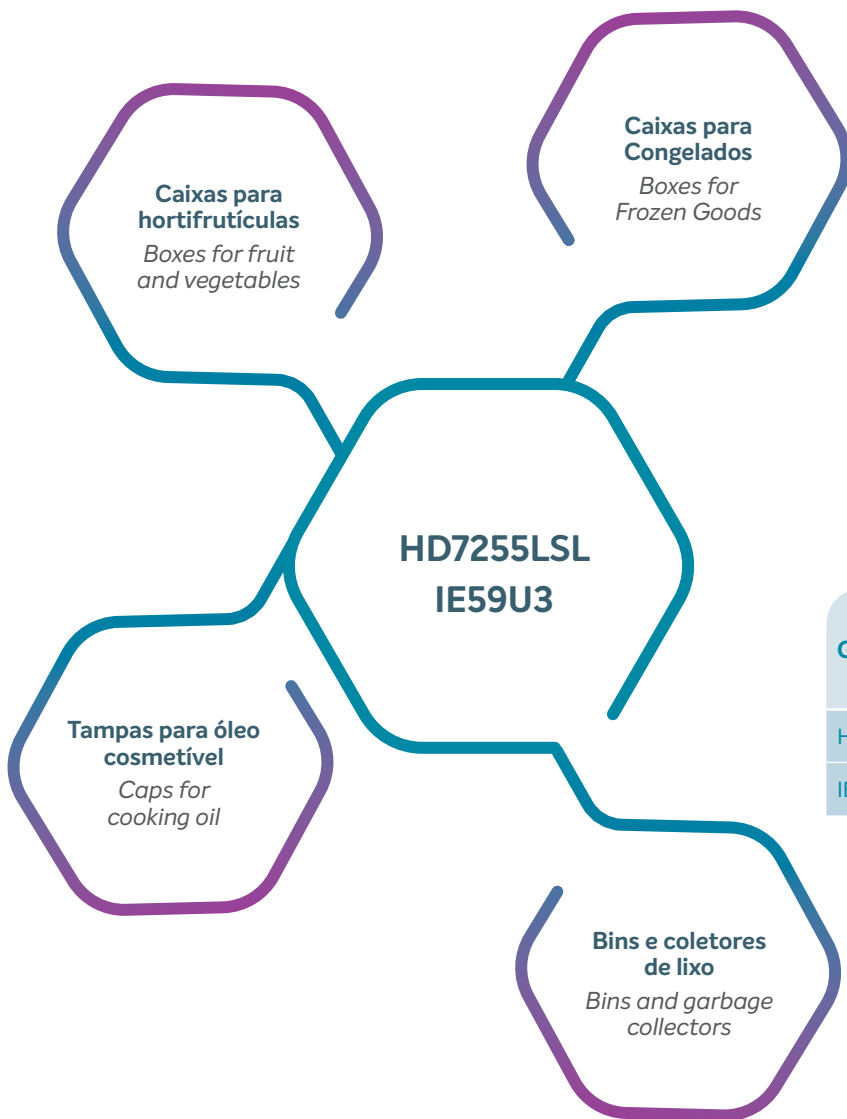 Caixas para
Congelados
Boxes for
Frozen Goods
Caixas para
hortifrutículas
Boxes for fruit
and vegetables
HD7255LSL
IE59U3
Tampas para óleo
cosmetível
Caps for
cooking oil
Bins e coletores
de lixo
Bins and garbage
collectors